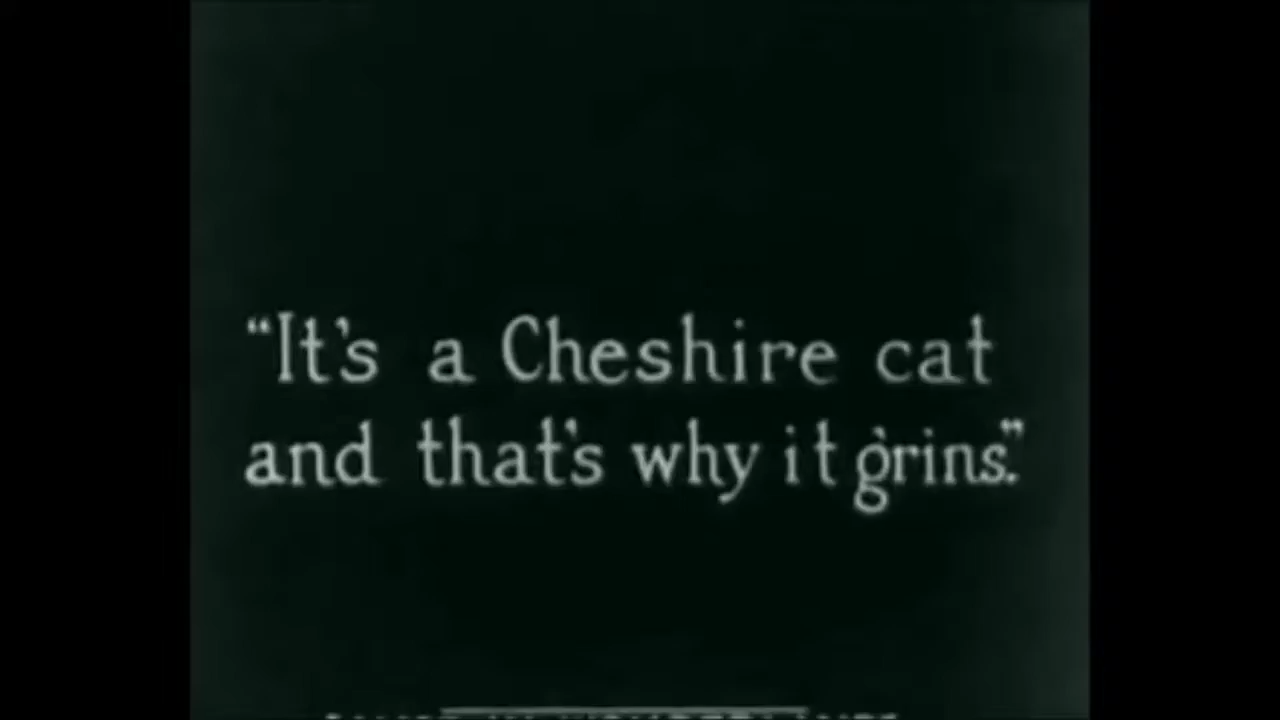 “It's a Cheshire cat
and that's why it grins.”